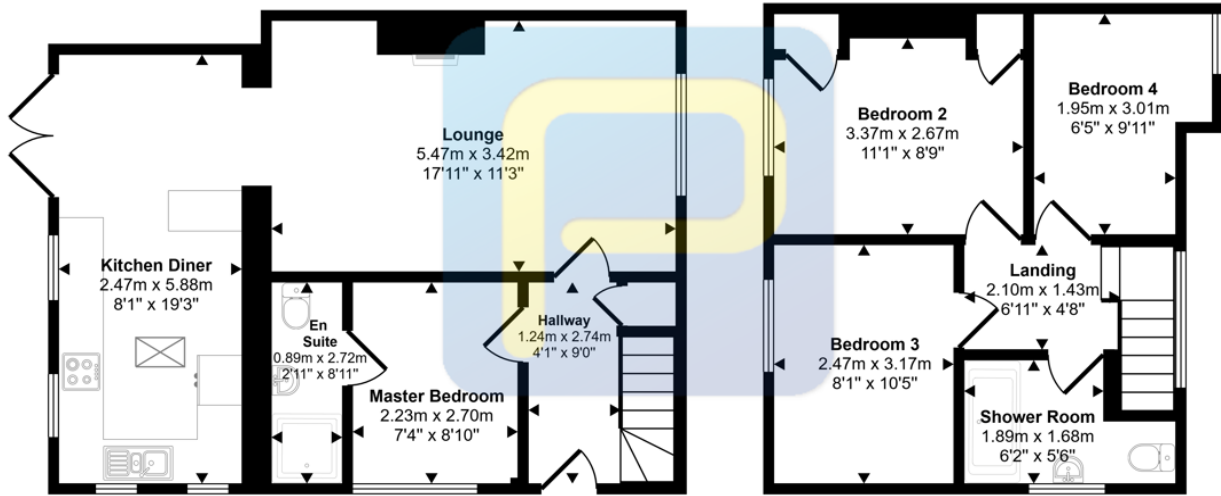 Kitchen Diner
2.47m x 5.88m
8'1" x 19'3"
Lounge
5.47m x 3.42m
17'11" x 11'3"
En
Suite
0.89m x 2.72m
2'11" x 8'11"
Master Bedroom
2.23m x 2.70m
7'4" x 8'10"
Hallway
1.24m x 2.74m
4'1" x 9'0"
Bedroom 2
3.37m x 2.67m
11'1" x 8'9"
Bedroom 4
1.95m x 3.01m
6'5" x 9'11"
Bedroom 3
2.47m x 3.17m
8'1" x 10'5"
Landing
2.10m x 1.43m
6'11" x 4'8"
Shower Room
1.89m x 1.68m
6'2" x 5'6"